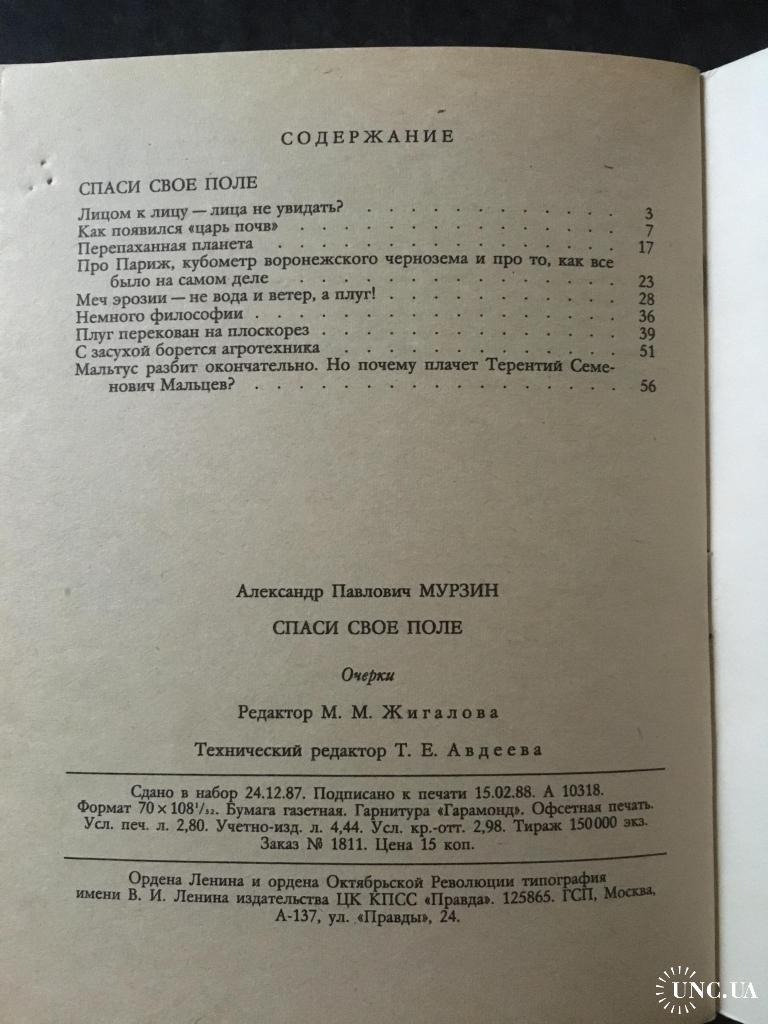 СОДЕРЖАНИЕ
СПАСИ СВОЕ ПОЛЕ
Лицом к лицу — лица не увидать? . . . . . . . . . 3
Как появился «царь почв» . . . . . . . . . . . 7
Перепаханная планета . . . . . . . . . . . . 17
Про Париж, кубометр воронежского чернозема и про то, как все
было на самом деле . . . . . . . . . . . 23
Меч эрозии — не вода и ветер, а плуг! . . . . . . . . 28
Немного философии . . . . . . . . . . . . . 36
Плуг перекован на плоскорез . . . . . . . . . . 39
С засухой борется агротехника . . . . . . . . . . 51
Мальтус разбит окончательно. Но почему плачет Терентий Семе-
нович Мальцев? . . . . . . . . . . . . . 56
Александр Павлович МУРЗИН
СПАСИ СВОЕ ПОЛЕ
Очерки
Редактор М. М. Жигалова
Технический редактор Т. Е. Авдеева
Сдано в набор 24.12.87. Подписано к печати 15.02.88. А 10318.
Формат 70×108¹/₃₂. Бумага газетная. Гарнитура «Гарамонд». Офсетная печать.
Усл. печ. л. 2,80. Учетно-изд. л. 4,44. Усл. кр.-отт. 2,98. Тираж 150 000 экз.
Заказ № 1811. Цена 15 коп.
Ордена Ленина и ордена Октябрьской Революции типография
имени В. И. Ленина издательства ЦК КПСС «Правда». 125865. ГСП, Москва,
А-137, ул. «Правды», 24.
UNC.UA